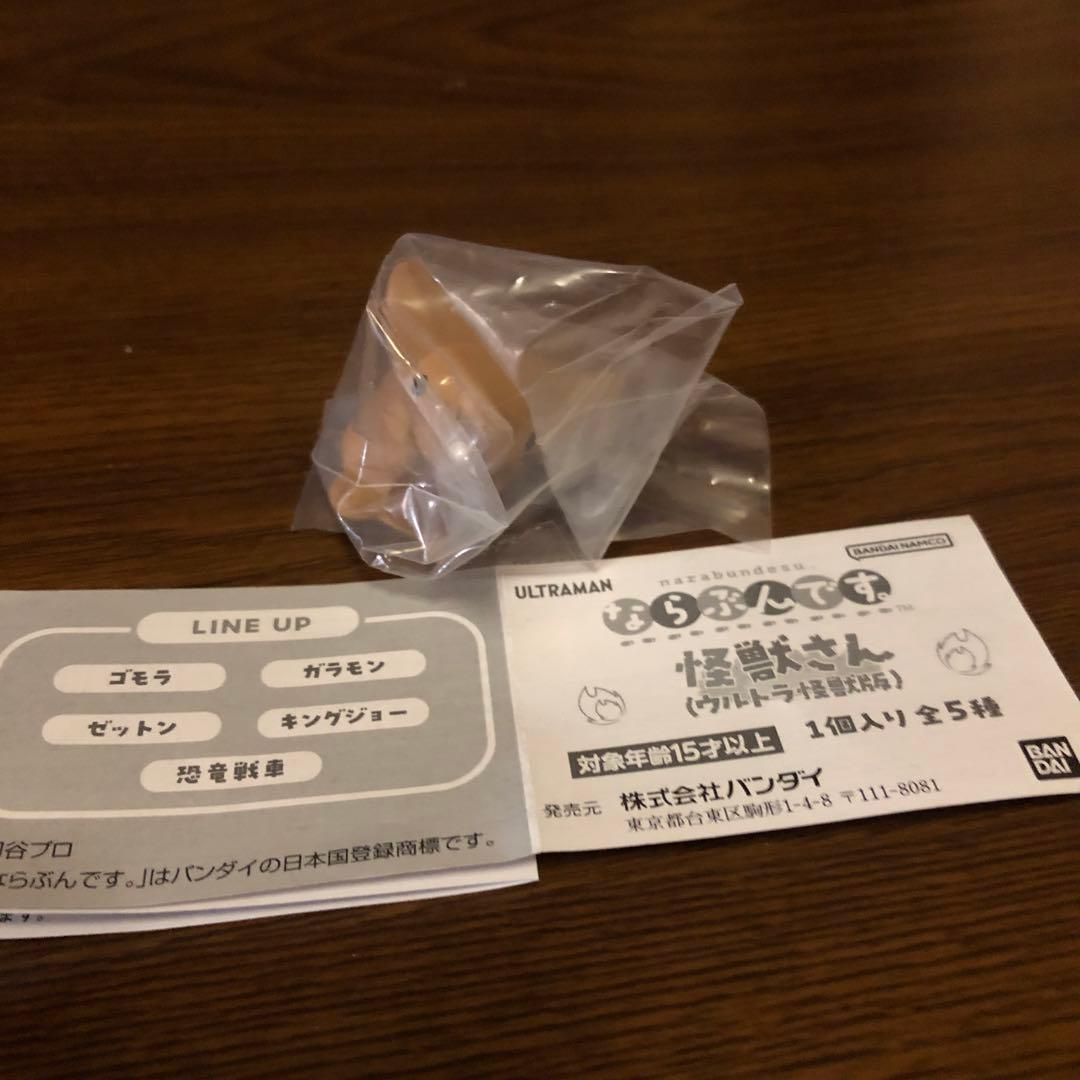 LINE UP
ゴモラ
ガラモン
ゼットン
キングジョー
恐竜戦車
谷プロ
らぶんです。」はバンダイの日本国登録商標です。
ます。
BANDAI NAMCO
ULTRAMAN
narabundesu.
ならぶんです。™
怪獣さん
(ウルトラ怪獣版)
1個入り 全5種
対象年齢15才以上
発売元 株式会社バンダイ
東京都台東区駒形1-4-8 〒111-8081
BAN
DAI